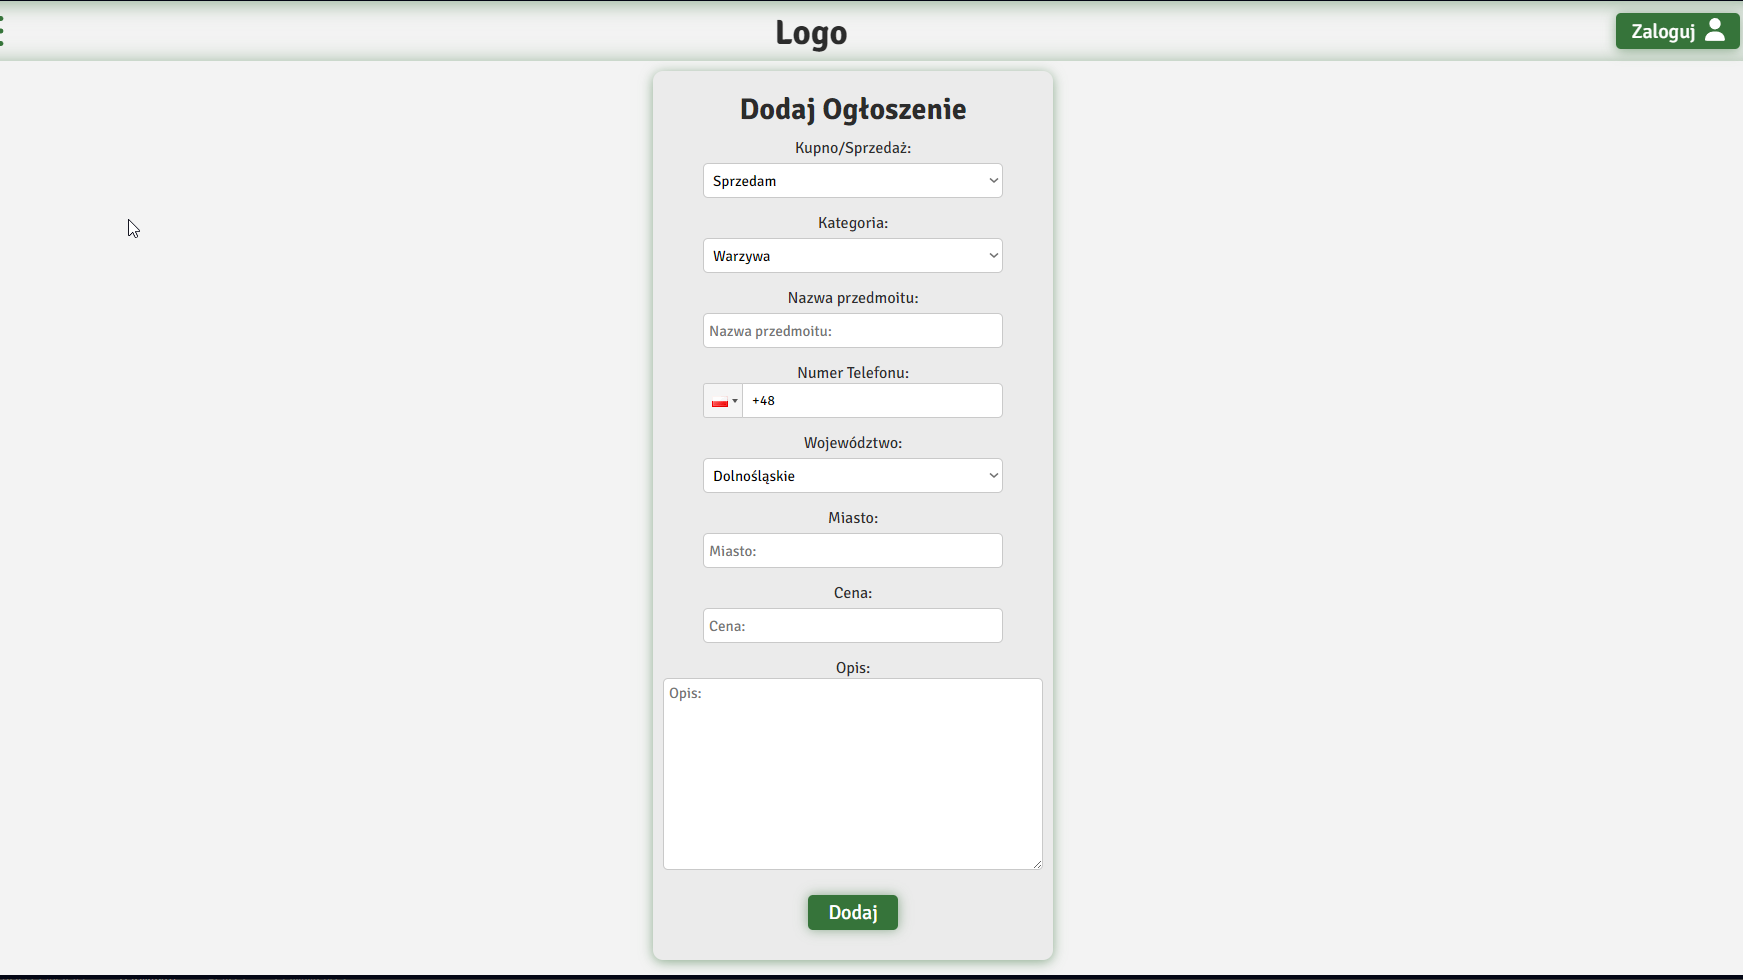 Logo
Zaloguj
Dodaj Ogłoszenie
Kupno/Sprzedaż:
Sprzedam
Kategoria:
Warzywa
Nazwa przedmoitu:
Nazwa przedmoitu:
Numer Telefonu:
+48
Województwo:
Dolnośląskie
Miasto:
Miasto:
Cena:
Cena:
Opis:
Opis:
Dodaj